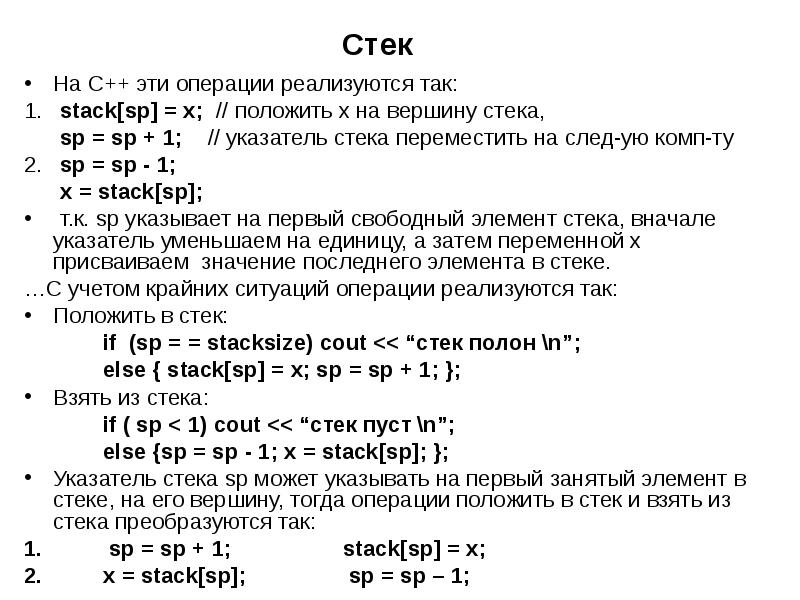 Стек
• На С++ эти операции реализуются так:
1. stack[sp] = x; // положить x на вершину стека,
sp = sp + 1; // указатель стека переместить на след-ую комп-ту
2. sp = sp - 1;
x = stack[sp];
• т.к. sp указывает на первый свободный элемент стека, вначале
указатель уменьшаем на единицу, а затем переменной x
присваиваем значение последнего элемента в стеке.
…С учетом крайних ситуаций операции реализуются так:
• Положить в стек:
if (sp = = stacksize) cout << “стек полон \n”;
else { stack[sp] = x; sp = sp + 1; };
• Взять из стека:
if ( sp < 1) cout << “стек пуст \n”;
else {sp = sp - 1; x = stack[sp]; };
• Указатель стека sp может указывать на первый занятый элемент в
стеке, на его вершину, тогда операции положить в стек и взять из
стека преобразуются так:
1. sp = sp + 1; stack[sp] = x;
2. x = stack[sp]; sp = sp – 1;